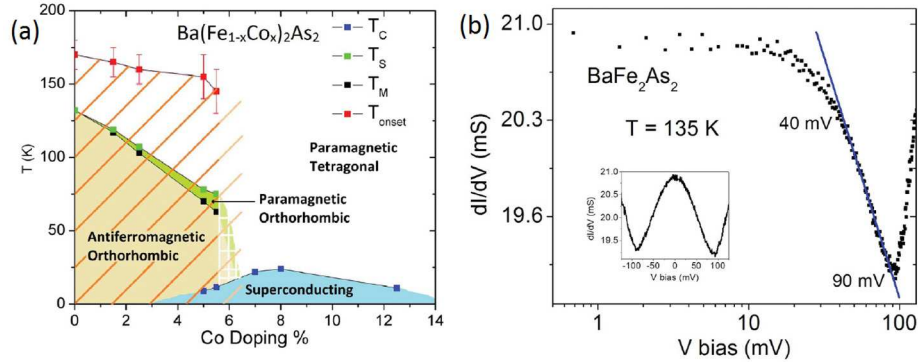 (a)
Ba(Fe1-xCox)2As2
TC
TS
TM
Tonset
Paramagnetic
Tetragonal
Paramagnetic
Orthorhombic
Antiferromagnetic
Orthorhombic
Superconducting
T (K)
200
150
100
50
0
0 2 4 6 8 10 12 14
Co Doping %
(b)
21.0
20.3
19.6
dI/dV (mS)
BaFe2As2
T = 135 K
40 mV
90 mV
21.0
20.5
20.0
19.5
dI/dV (mS)
-100 -50 0 50 100
V bias (mV)
1 10 100
V bias (mV)